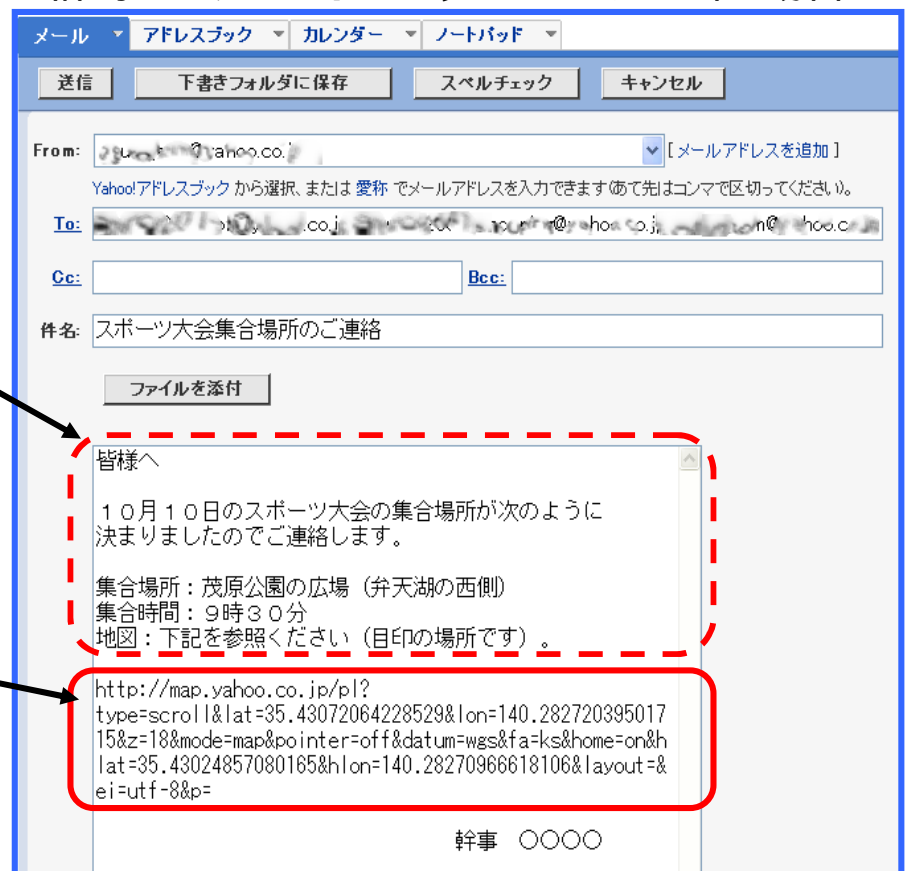 メール アドレスブック カレンダー ノートパッド
送信 下書きフォルダに保存 スペルチェック キャンセル
From: [メールアドレスを追加]
Yahoo!アドレスブック から選択、または 愛称 でメールアドレスを入力できます(あて先はコンマで区切ってください)。
To:
Cc: Bcc:
件名: スポーツ大会集合場所のご連絡
ファイルを添付
皆様へ
10月10日のスポーツ大会の集合場所が次のように
決まりましたのでご連絡します。
集合場所:茂原公園の広場(弁天湖の西側)
集合時間:9時30分
地図:下記を参照ください(目印の場所です)。
http://map.yahoo.co.jp/pl?
type=scroll&lat=35.43072064228529&lon=140.282720395017
15&z=18&mode=map&pointer=off&datum=wgs&fa=ks&home=on&h
lat=35.43024857080165&hlon=140.28270966618106&layout=&
ei=utf-8&p=
幹事 ○○○○